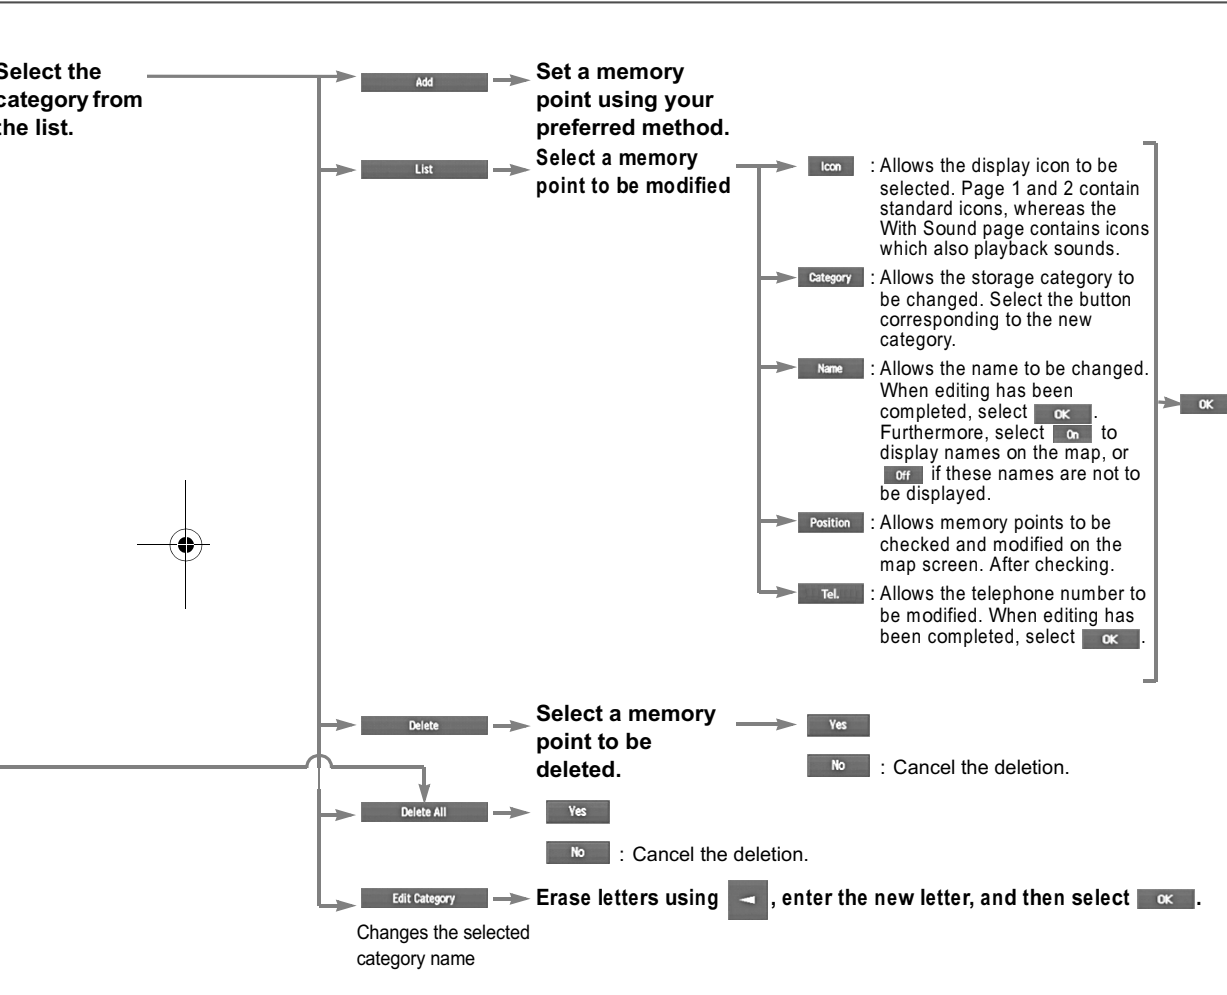 Select the
category from
the list.
Add
Set a memory
point using your
preferred method.
List
Select a memory
point to be modified
Icon
: Allows the display icon to be
selected. Page 1 and 2 contain
standard icons, whereas the
With Sound page contains icons
which also playback sounds.
Category
: Allows the storage category to
be changed. Select the button
corresponding to the new
category.
Name
: Allows the name to be changed.
When editing has been
completed, select OK .
Furthermore, select On to
display names on the map, or
Off if these names are not to
be displayed.
Position
: Allows memory points to be
checked and modified on the
map screen. After checking.
Tel.
: Allows the telephone number to
be modified. When editing has
been completed, select OK .
OK
Delete
Select a memory
point to be
deleted.
Yes
No : Cancel the deletion.
Delete All
Yes
No : Cancel the deletion.
Edit Category
Erase letters using ◄ , enter the new letter, and then select OK .
Changes the selected
category name